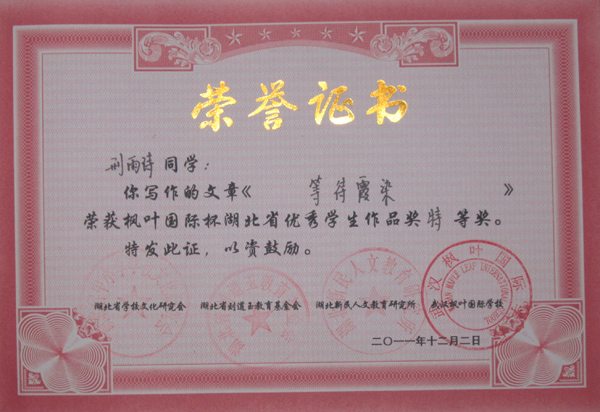 荣誉证书
刑雨诗同学：
你写作的文章《 等待霞染 》
荣获枫叶国际杯湖北省优秀学生作品奖特等奖。
特发此证，以资鼓励。
湖北省学校文化研究会 湖北省刘道玉教育基金会 湖北新民人文教育研究所 武汉枫叶国际学校
二〇一一年十二月二日